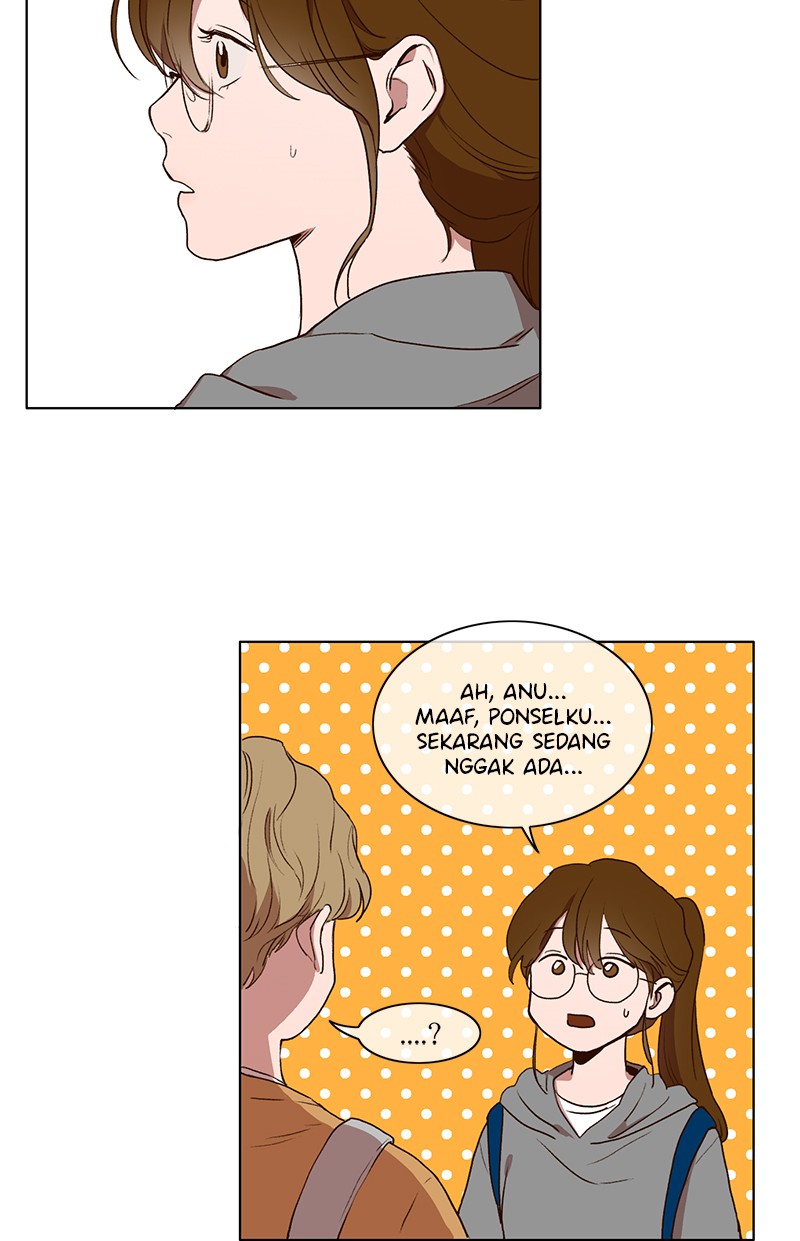 AH, ANU...
MAAF, PONSELKU...
SEKARANG SEDANG
NGGAK ADA...
....?